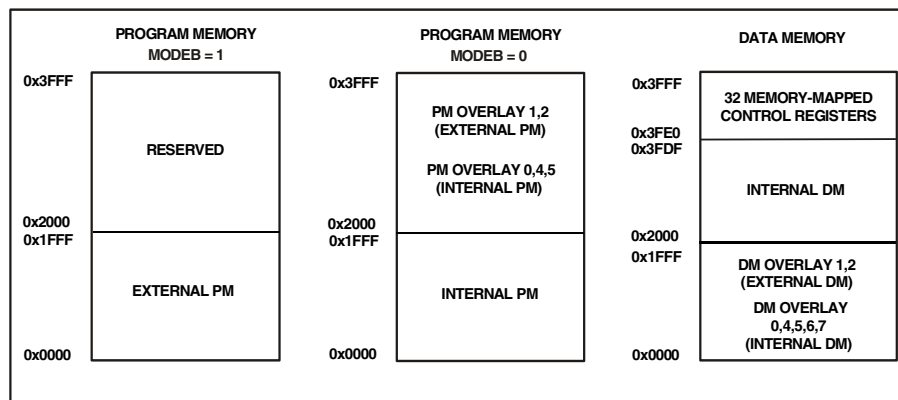 PROGRAM MEMORY
MODEB = 1
0x3FFF
RESERVED
0x2000
0x1FFF
EXTERNAL PM
0x0000
PROGRAM MEMORY
MODEB = 0
0x3FFF
PM OVERLAY 1,2
(EXTERNAL PM)
PM OVERLAY 0,4,5
(INTERNAL PM)
0x2000
0x1FFF
INTERNAL PM
0x0000
DATA MEMORY
0x3FFF
32 MEMORY-MAPPED
CONTROL REGISTERS
0x3FE0
0x3FDF
INTERNAL DM
0x2000
0x1FFF
DM OVERLAY 1,2
(EXTERNAL DM)
DM OVERLAY
0,4,5,6,7
(INTERNAL DM)
0x0000